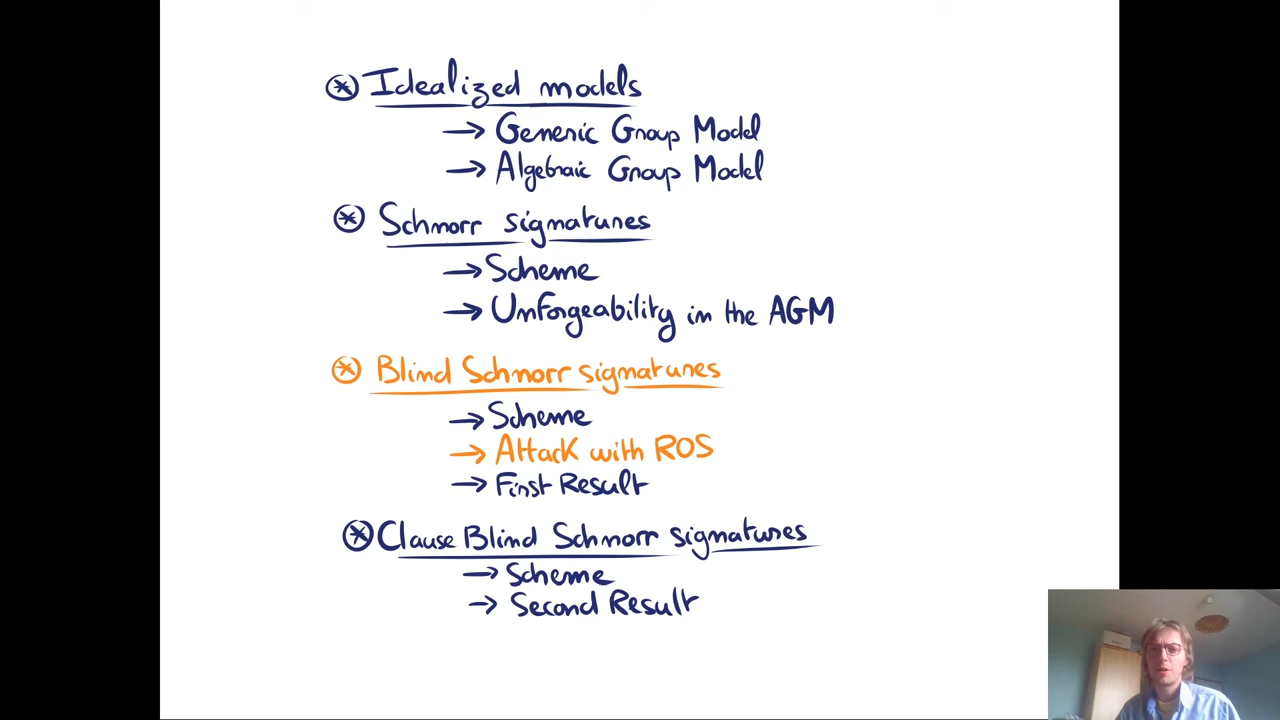 Idealized models
→ Generic Group Model
→ Algebraic Group Model
Schnorr signatures
→ Scheme
→ Unforgeability in the AGM
Blind Schnorr signatures
→ Scheme
→ Attack with ROS
→ First Result
Clause Blind Schnorr signatures
→ Scheme
→ Second Result